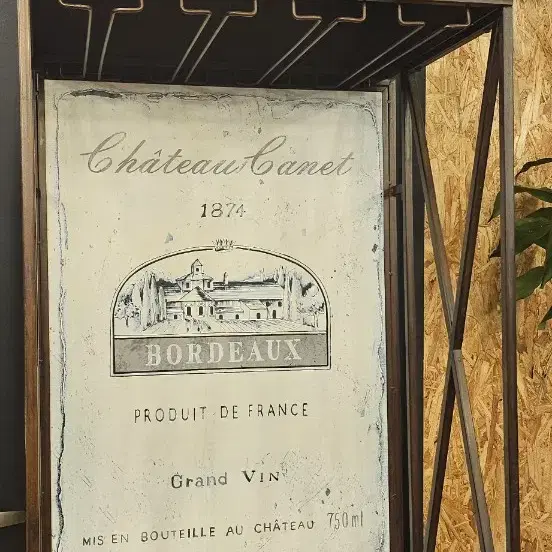 Château Canet
1874
BORDEAUX
PRODUIT DE FRANCE
Grand Vin
MIS EN BOUTEILLE AU CHÂTEAU 750ml